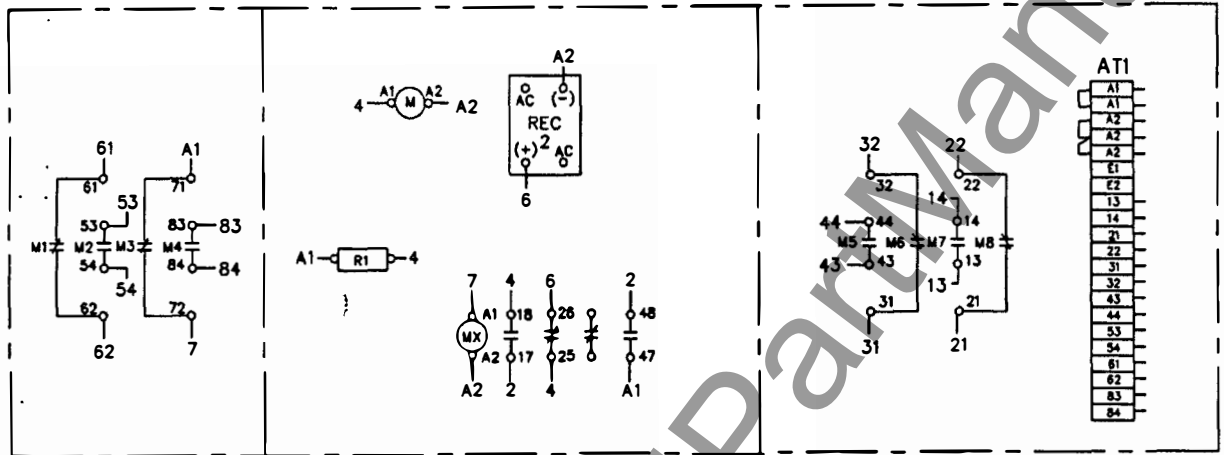 61 A1
61 71
53
53 83 83
M1 M2 M3 M4
54 84 84
54
62 72
62 7
A2
AC (-)
REC
(+) 2 AC
6
4 A1 M A2 A2
A1 R1 4
7 4 6 2
A1 18 26 48
MX
A2 17 25 47
A2 2 4 A1
32 22
32 22
14
44 44 14
M5 M6 M7 M8
43 43 13
13
31 21
31 21
AT1
A1
A1
A2
A2
A2
E1
E2
13
14
21
22
31
32
43
44
53
54
61
62
83
84